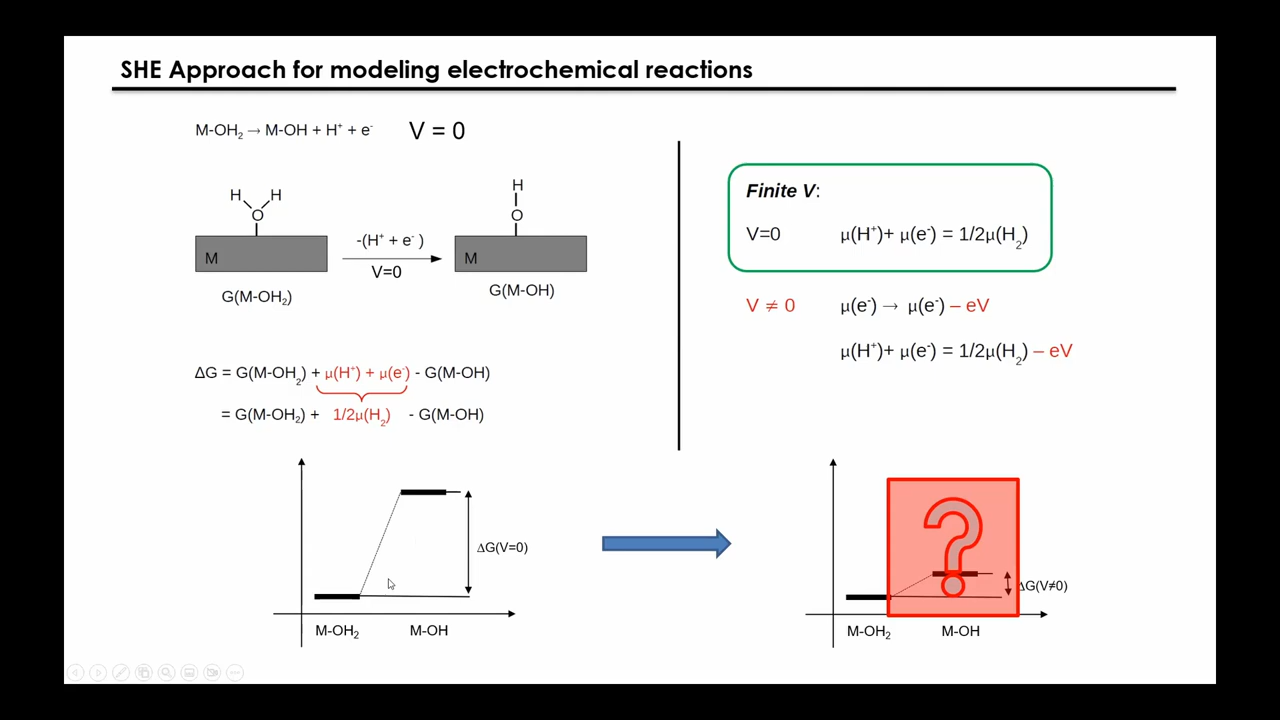 SHE Approach for modeling electrochemical reactions
M-OH₂ → M-OH + H⁺ + e⁻ V = 0
H H
O
M
G(M-OH₂)
-(H⁺ + e⁻ )
V=0
H
O
M
G(M-OH)
ΔG = G(M-OH₂) + μ(H⁺) + μ(e⁻) - G(M-OH)
= G(M-OH₂) + 1/2μ(H₂) - G(M-OH)
ΔG(V=0)
M-OH₂ M-OH
Finite V:
V=0 μ(H⁺)+ μ(e⁻) = 1/2μ(H₂)
V ≠ 0 μ(e⁻) → μ(e⁻) – eV
μ(H⁺)+ μ(e⁻) = 1/2μ(H₂) – eV
?
ΔG(V≠0)
M-OH₂ M-OH